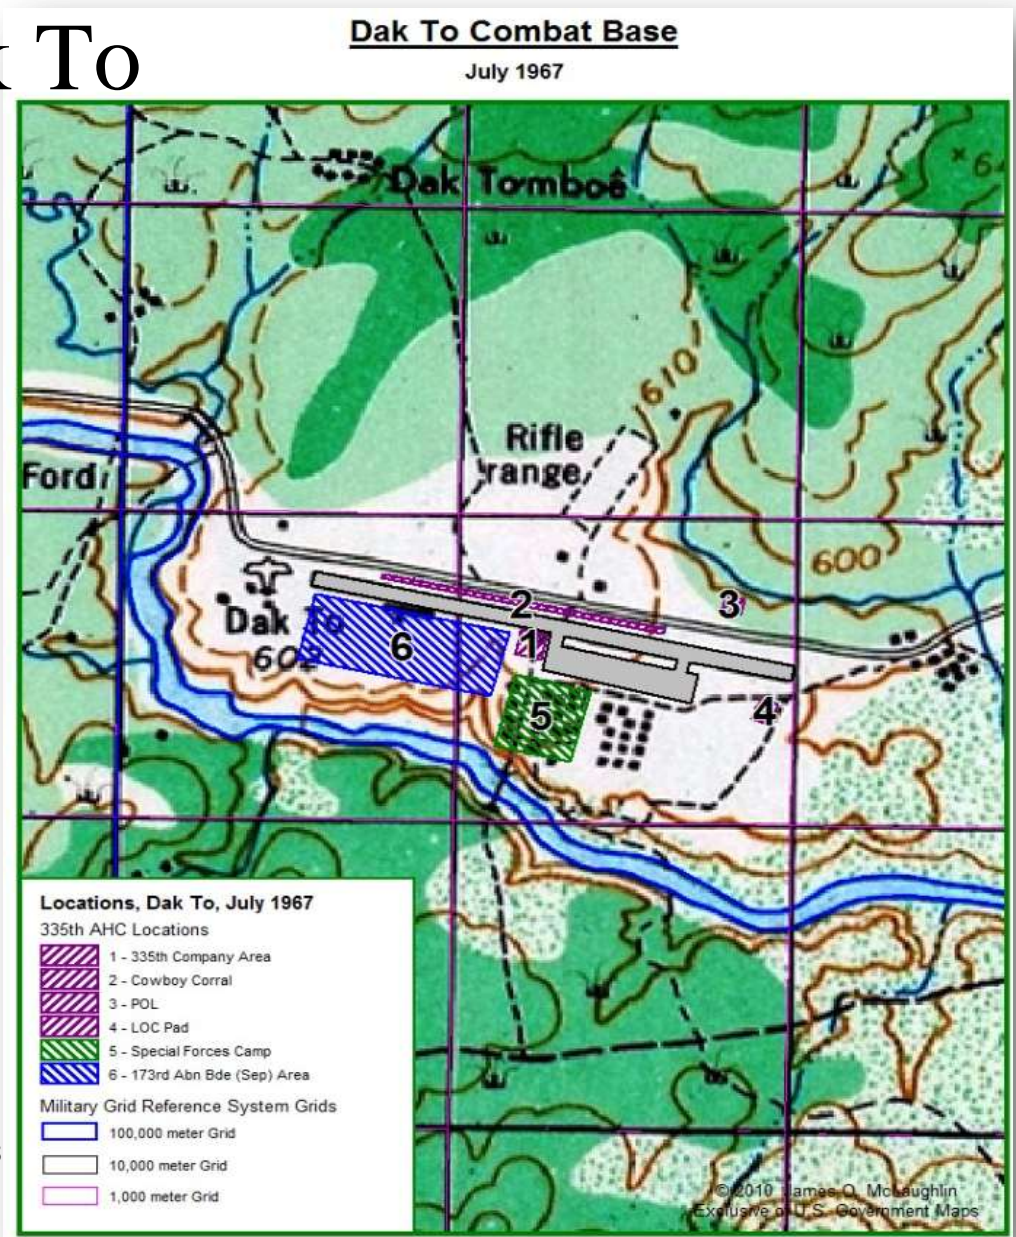 To
Dak To Combat Base
July 1967
Dak Tomboê
610
Rifle
range
Ford
600
Dak To
602
1
2
3
4
5
6
Locations, Dak To, July 1967
335th AHC Locations
1 - 335th Company Area
2 - Cowboy Corral
3 - POL
4 - LOC Pad
5 - Special Forces Camp
6 - 173rd Abn Bde (Sep) Area
Military Grid Reference System Grids
100,000 meter Grid
10,000 meter Grid
1,000 meter Grid
© 2010 James O. McLaughlin
Exclusive of U.S. Government Maps